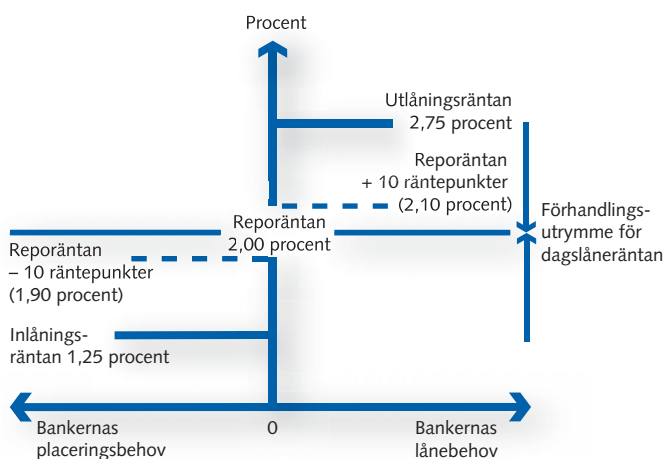 Procent
Utlåningsräntan
2,75 procent
Reporäntan
+ 10 räntepunkter
(2,10 procent)
Förhandlings-
utrymme för
dagslåneräntan
Reporäntan
2,00 procent
Reporäntan
– 10 räntepunkter
(1,90 procent)
Inlånings-
räntan 1,25 procent
Bankernas
placeringsbehov
0
Bankernas
lånebehov